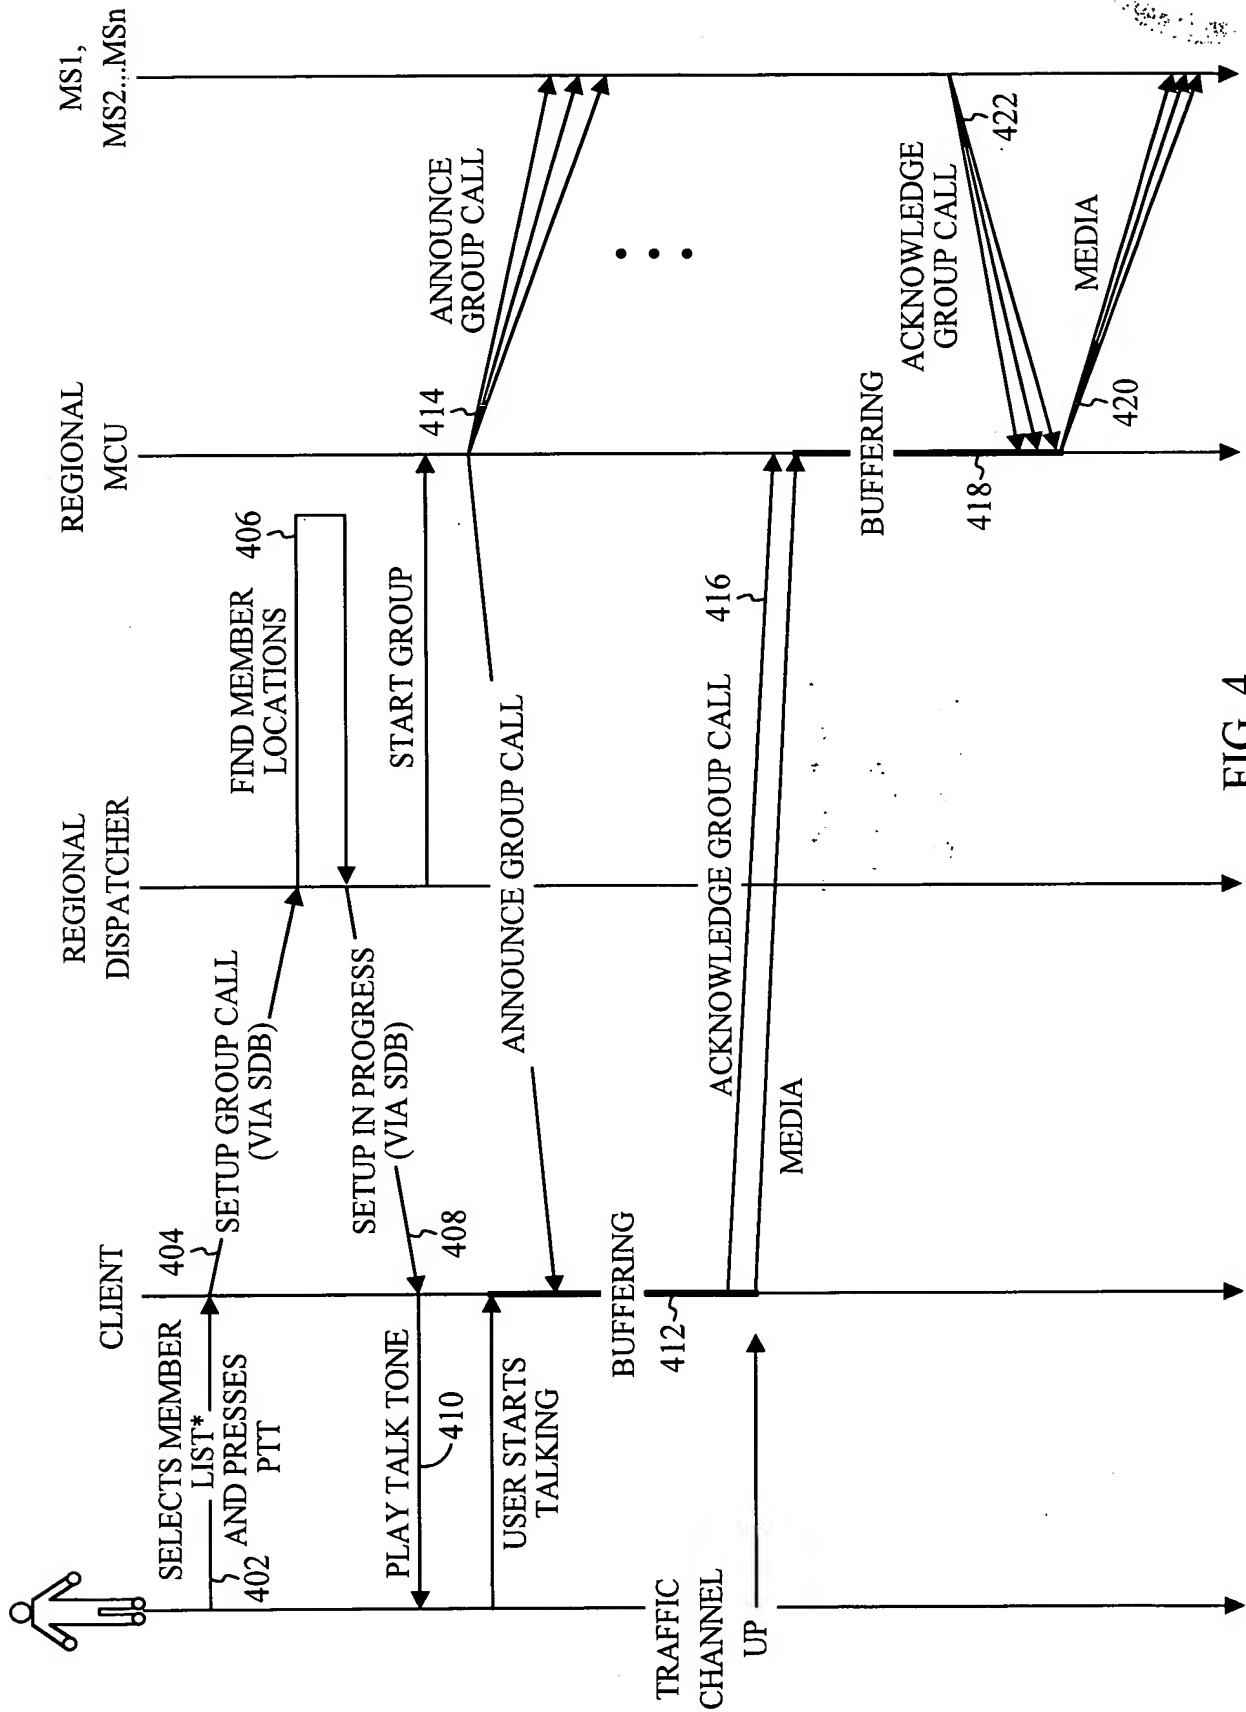 CLIENT
REGIONAL
DISPATCHER
REGIONAL
MCU
MS1,
MS2...MSn
SELECTS MEMBER
LIST*
AND PRESSES
PTT
402
404
SETUP GROUP CALL
(VIA SDB)
FIND MEMBER
LOCATIONS
406
SETUP IN PROGRESS
(VIA SDB)
408
PLAY TALK TONE
410
START GROUP
414
ANNOUNCE
GROUP CALL
USER STARTS
TALKING
ANNOUNCE GROUP CALL
BUFFERING
412
TRAFFIC
CHANNEL
UP
ACKNOWLEDGE GROUP CALL
416
MEDIA
BUFFERING
418
ACKNOWLEDGE
GROUP CALL
422
MEDIA
420
FIG. 4